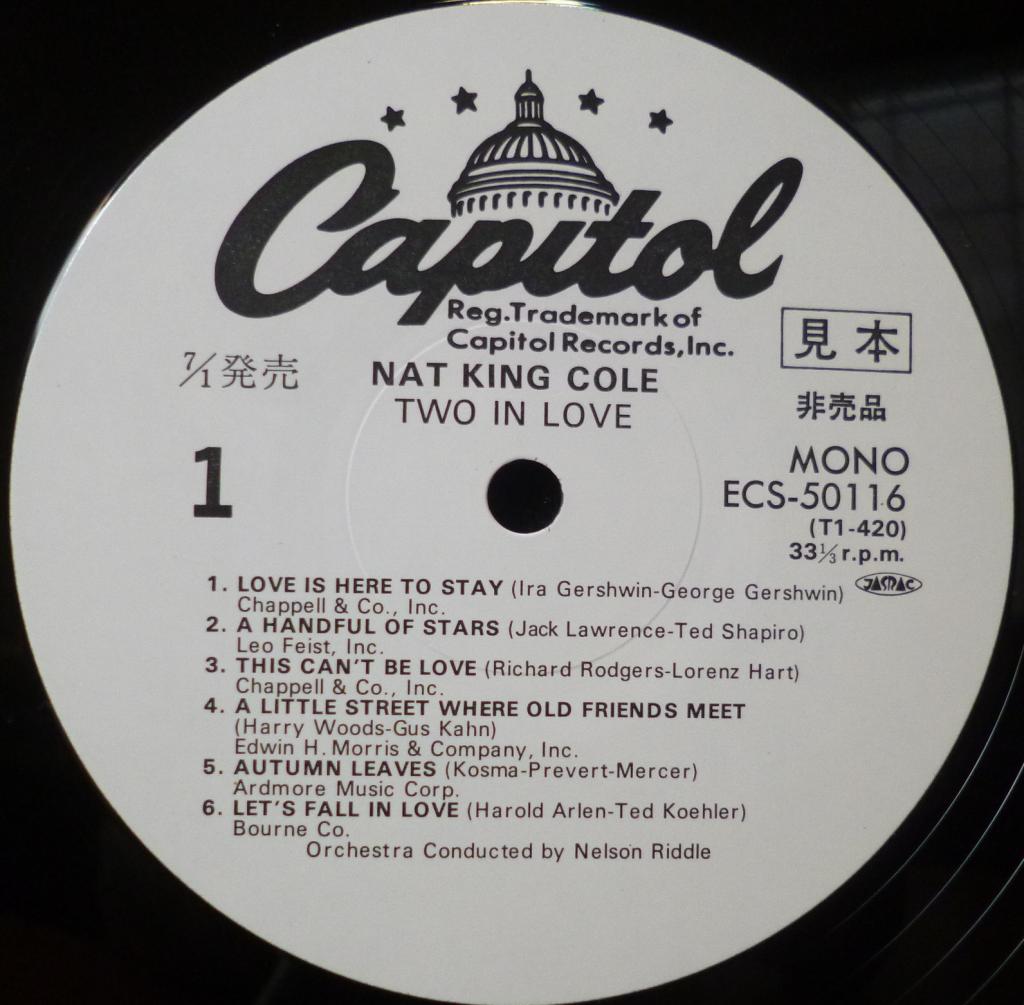 Capitol
Reg.Trademark of
Capitol Records,Inc.
見本
7/1発売
NAT KING COLE
TWO IN LOVE
非売品
1
MONO
ECS-50116
(T1-420)
33⅓ r.p.m.
1. LOVE IS HERE TO STAY (Ira Gershwin-George Gershwin) JASRAC
Chappell & Co., Inc.
2. A HANDFUL OF STARS (Jack Lawrence-Ted Shapiro)
Leo Feist, Inc.
3. THIS CAN'T BE LOVE (Richard Rodgers-Lorenz Hart)
Chappell & Co., Inc.
4. A LITTLE STREET WHERE OLD FRIENDS MEET
(Harry Woods-Gus Kahn)
Edwin H. Morris & Company, Inc.
5. AUTUMN LEAVES (Kosma-Prevert-Mercer)
Ardmore Music Corp.
6. LET'S FALL IN LOVE (Harold Arlen-Ted Koehler)
Bourne Co.
Orchestra Conducted by Nelson Riddle